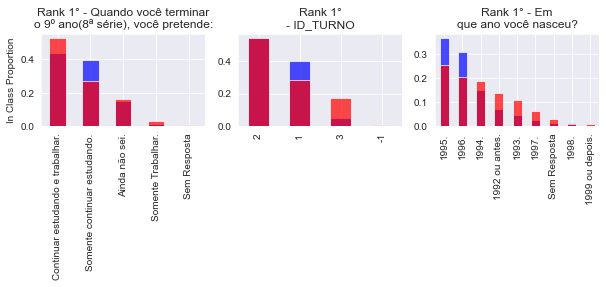 Rank 1° - Quando você terminar
o 9º ano(8ª série), você pretende:
In Class Proportion
0.4
0.2
0.0
Continuar estudando e trabalhar.
Somente continuar estudando.
Ainda não sei.
Somente Trabalhar.
Sem Resposta
Rank 1°
- ID_TURNO
0.4
0.2
0.0
2
1
3
-1
Rank 1° - Em
que ano você nasceu?
0.3
0.2
0.1
0.0
1995.
1996.
1994.
1992 ou antes.
1993.
1997.
Sem Resposta
1998.
1999 ou depois.